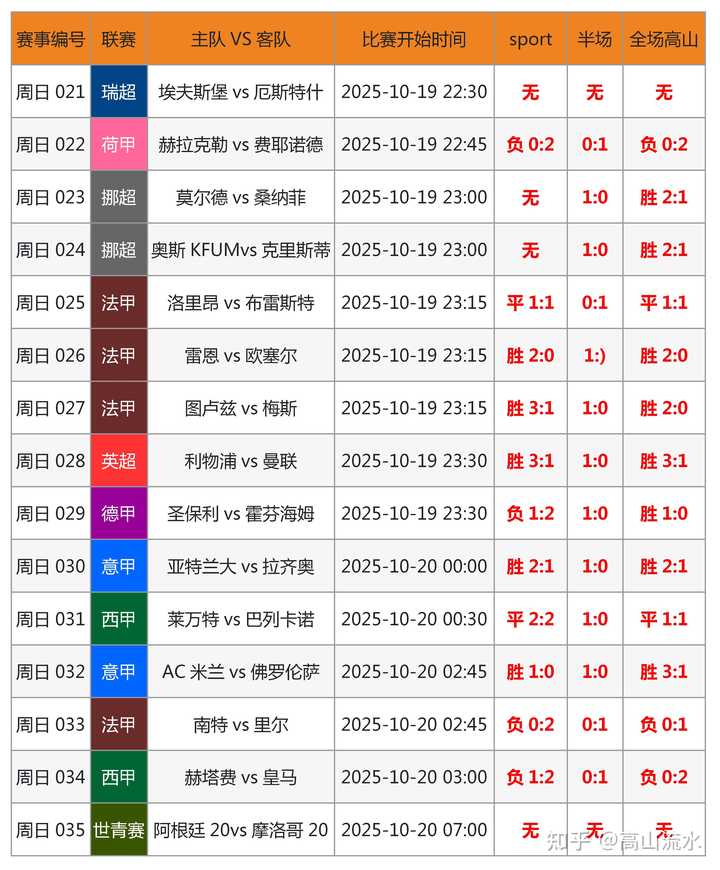 赛事编号 联赛 主队 VS 客队 比赛开始时间 sport 半场 全场高山
周日 021 瑞超 埃夫斯堡 vs 厄斯特什 2025-10-19 22:30 无 无 无
周日 022 荷甲 赫拉克勒 vs 费耶诺德 2025-10-19 22:45 负 0:2 0:1 负 0:2
周日 023 挪超 莫尔德 vs 桑纳菲 2025-10-19 23:00 无 1:0 胜 2:1
周日 024 挪超 奥斯 KFUMvs 克里斯蒂 2025-10-19 23:00 无 1:0 胜 2:1
周日 025 法甲 洛里昂 vs 布雷斯特 2025-10-19 23:15 平 1:1 0:1 平 1:1
周日 026 法甲 雷恩 vs 欧塞尔 2025-10-19 23:15 胜 2:0 1:) 胜 2:0
周日 027 法甲 图卢兹 vs 梅斯 2025-10-19 23:15 胜 3:1 1:0 胜 2:0
周日 028 英超 利物浦 vs 曼联 2025-10-19 23:30 胜 3:1 1:0 胜 3:1
周日 029 德甲 圣保利 vs 霍芬海姆 2025-10-19 23:30 负 1:2 1:0 胜 1:0
周日 030 意甲 亚特兰大 vs 拉齐奥 2025-10-20 00:00 胜 2:1 1:0 胜 2:1
周日 031 西甲 莱万特 vs 巴列卡诺 2025-10-20 00:30 平 2:2 1:0 平 1:1
周日 032 意甲 AC 米兰 vs 佛罗伦萨 2025-10-20 02:45 胜 1:0 1:0 胜 3:1
周日 033 法甲 南特 vs 里尔 2025-10-20 02:45 负 0:2 0:1 负 0:1
周日 034 西甲 赫塔费 vs 皇马 2025-10-20 03:00 负 1:2 0:1 负 0:2
周日 035 世青赛 阿根廷 20vs 摩洛哥 20 2025-10-20 07:00 无 无 无
知乎 @高山流水